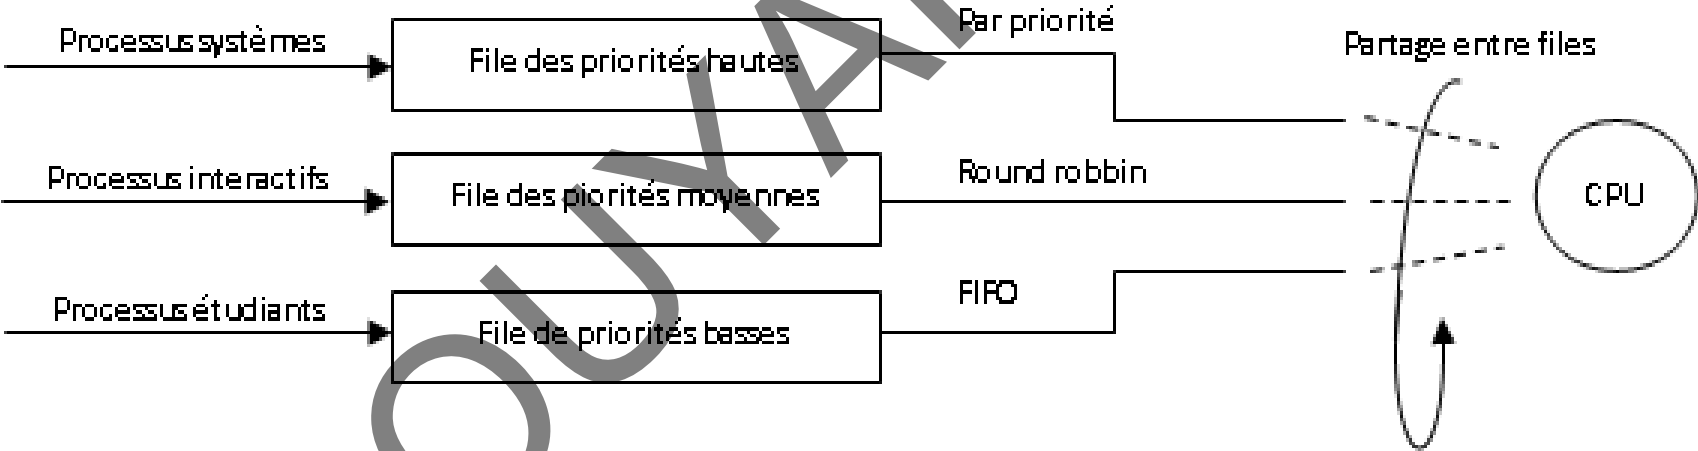 Processus systèmes
File des priorités hautes
Par priorité
Partage entre files
Processus interactifs
File des piorités moyennes
Round robbin
CPU
Processus étudiants
File de priorités basses
FIFO
OUYA